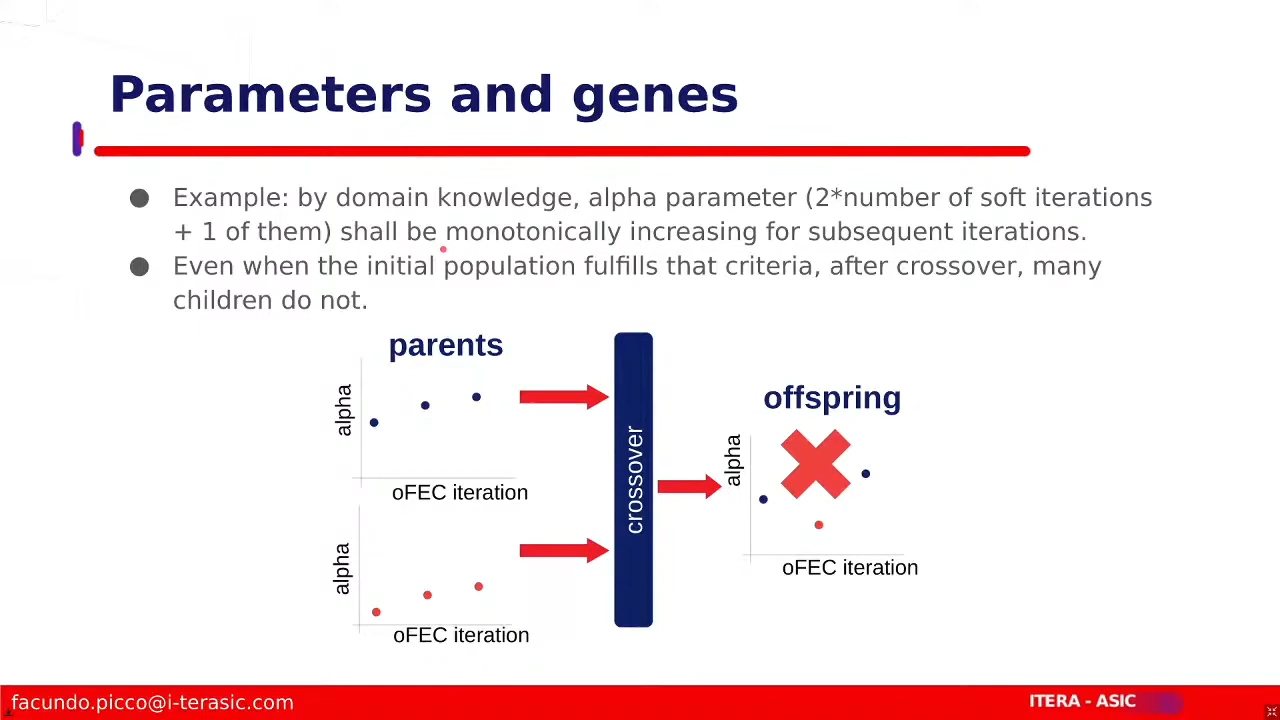 Parameters and genes
● Example: by domain knowledge, alpha parameter (2*number of soft iterations
+ 1 of them) shall be monotonically increasing for subsequent iterations.
● Even when the initial population fulfills that criteria, after crossover, many
children do not.
parents
alpha
oFEC iteration
alpha
oFEC iteration
crossover
offspring
alpha
oFEC iteration
facundo.picco@i-terasic.com
ITERA - ASIC